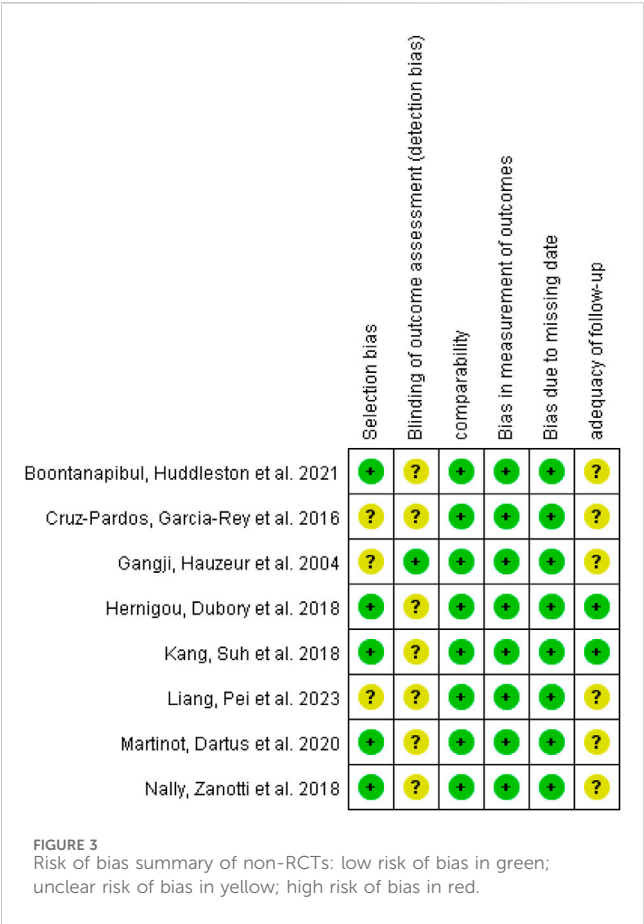 Selection bias
Blinding of outcome assessment (detection bias)
comparability
Bias in measurement of outcomes
Bias due to missing date
adequacy of follow-up
Boontanapibul, Huddleston et al. 2021 + ? + + + ?
Cruz-Pardos, Garcia-Rey et al. 2016 ? ? + + + ?
Gangji, Hauzeur et al. 2004 ? + + + + ?
Hernigou, Dubory et al. 2018 + ? + + + +
Kang, Suh et al. 2018 + ? + + + +
Liang, Pei et al. 2023 ? ? + + + ?
Martinot, Dartus et al. 2020 + ? + + + ?
Nally, Zanotti et al. 2018 + ? + + + ?
FIGURE 3
Risk of bias summary of non-RCTs: low risk of bias in green;
unclear risk of bias in yellow; high risk of bias in red.